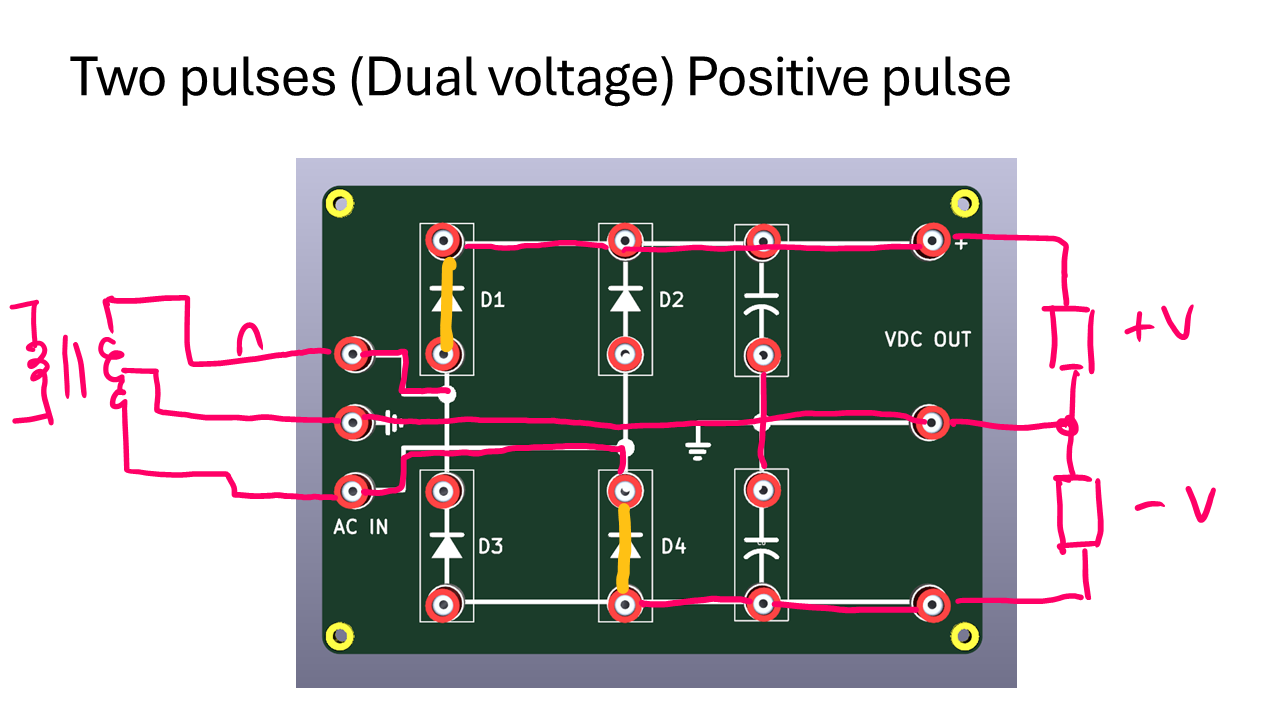 Two pulses (Dual voltage) Positive pulse
+
D1
D2
VDC OUT
+V
AC IN
D3
D4
- V